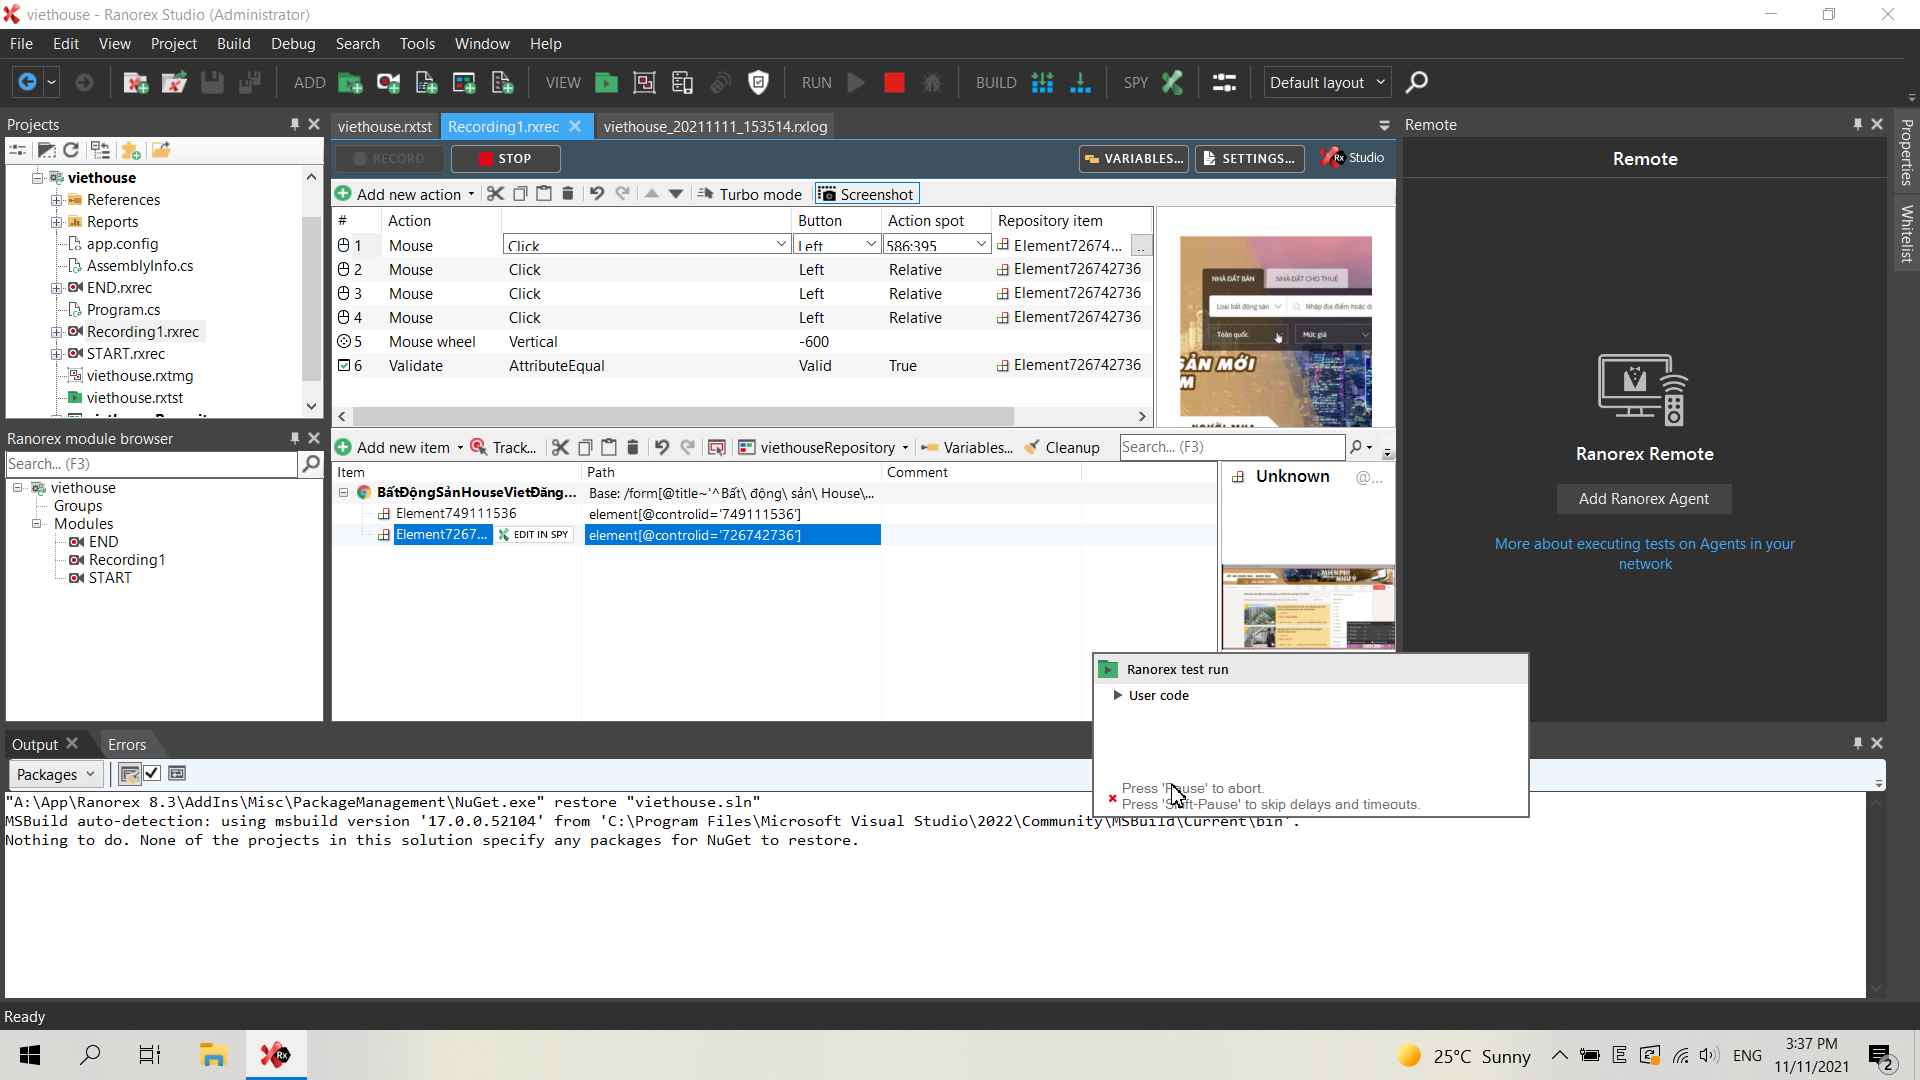 viethouse - Ranorex Studio (Administrator)
File Edit View Project Build Debug Search Tools Window Help
ADD VIEW RUN BUILD SPY Default layout
Projects
viethouse
References
Reports
app.config
AssemblyInfo.cs
END.rxrec
Program.cs
Recording1.rxrec
START.rxrec
viethouse.rxtmg
viethouse.rxtst
Ranorex module browser
Search... (F3)
viethouse
Groups
Modules
END
Recording1
START
viethouse.rxtst Recording1.rxrec viethouse_20211111_153514.rxlog
RECORD STOP VARIABLES... SETTINGS... Rx Studio
Add new action Turbo mode Screenshot
# Action Button Action spot Repository item
1 Mouse Click Left 586;395 Element72674... ..
2 Mouse Click Left Relative Element726742736
3 Mouse Click Left Relative Element726742736
4 Mouse Click Left Relative Element726742736
5 Mouse wheel Vertical -600
6 Validate AttributeEqual Valid True Element726742736
NHÀ ĐẤT BÁN NHÀ ĐẤT CHO THUÊ
Loại bất động sản Nhập địa điểm hoặc
Toàn quốc Mức giá
SẢN MỚI
M
Add new item Track... viethouseRepository Variables... Cleanup Search... (F3)
Item Path Comment
BấtĐộngSảnHouseViệtĐăng... Base: /form[@title~'^Bất\ động\ sản\ House\...
Element749111536 element[@controlid='749111536']
Element7267... EDIT IN SPY element[@controlid='726742736']
Unknown @...
Remote
Remote
Ranorex Remote
Add Ranorex Agent
More about executing tests on Agents in your
network
Properties
Whitelist
Ranorex test run
User code
Press 'Pause' to abort.
Press 'Shift-Pause' to skip delays and timeouts.
Output Errors
Packages
"A:\App\Ranorex 8.3\AddIns\Misc\PackageManagement\NuGet.exe" restore "viethouse.sln"
MSBuild auto-detection: using msbuild version '17.0.0.52104' from 'C:\Program Files\Microsoft Visual Studio\2022\Community\MSBuild\Current\bin'.
Nothing to do. None of the projects in this solution specify any packages for NuGet to restore.
Ready
Rx
25°C Sunny ENG
3:37 PM
11/11/2021
2